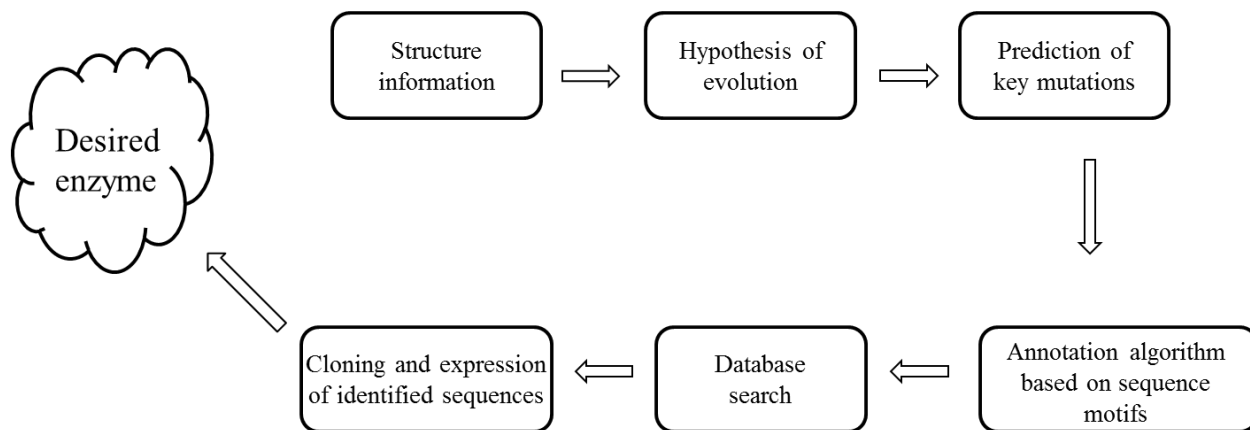 Desired
enzyme
Structure
information
Hypothesis of
evolution
Prediction of
key mutations
Annotation algorithm
based on sequence
motifs
Database
search
Cloning and expression
of identified sequences